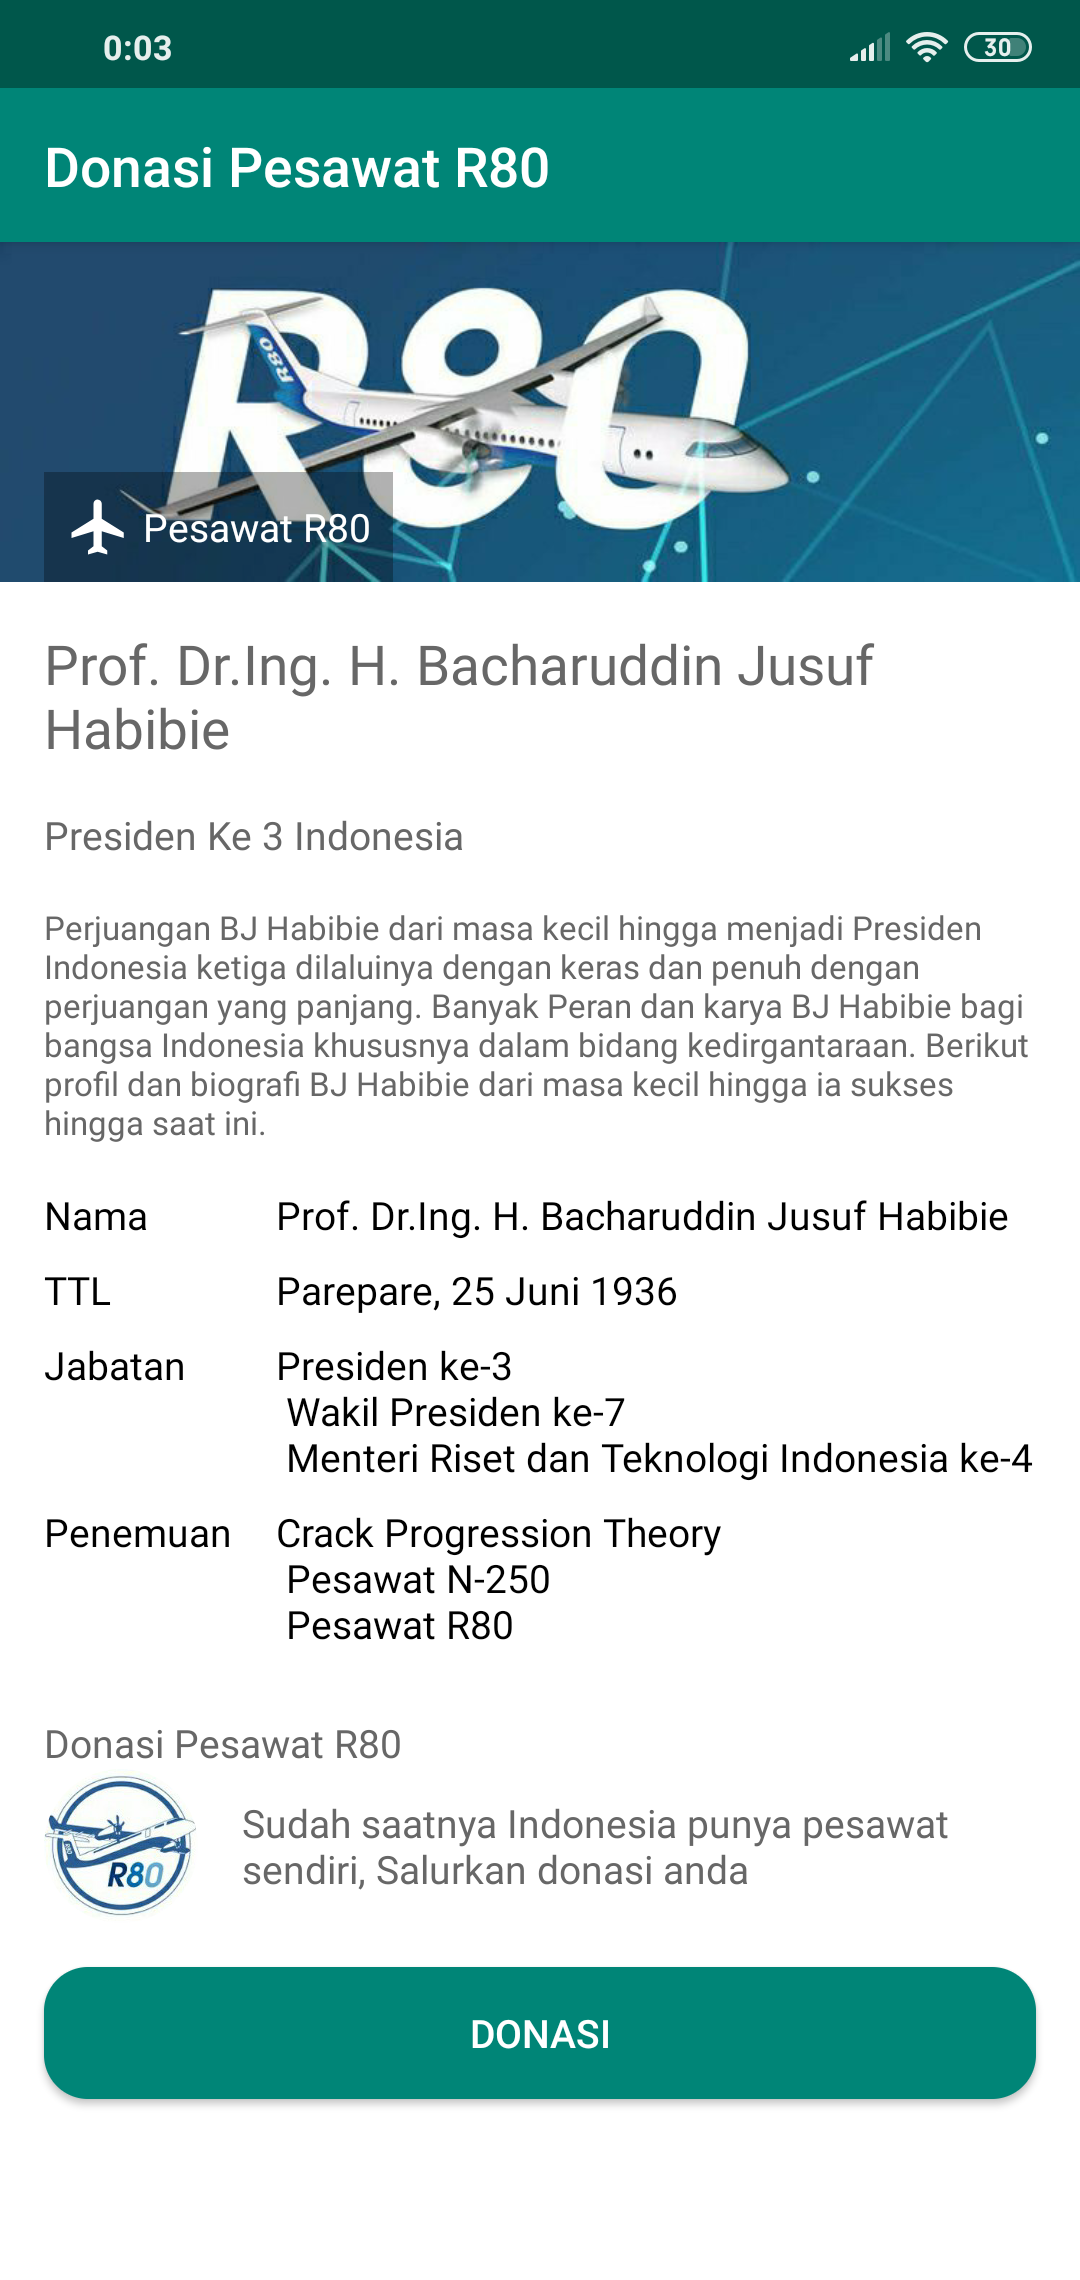 0:03
30
Donasi Pesawat R80
R80
R80
Pesawat R80
Prof. Dr.Ing. H. Bacharuddin Jusuf
Habibie
Presiden Ke 3 Indonesia
Perjuangan BJ Habibie dari masa kecil hingga menjadi Presiden
Indonesia ketiga dilaluinya dengan keras dan penuh dengan
perjuangan yang panjang. Banyak Peran dan karya BJ Habibie bagi
bangsa Indonesia khususnya dalam bidang kedirgantaraan. Berikut
profil dan biografi BJ Habibie dari masa kecil hingga ia sukses
hingga saat ini.
Nama Prof. Dr.Ing. H. Bacharuddin Jusuf Habibie
TTL Parepare, 25 Juni 1936
Jabatan Presiden ke-3
Wakil Presiden ke-7
Menteri Riset dan Teknologi Indonesia ke-4
Penemuan Crack Progression Theory
Pesawat N-250
Pesawat R80
Donasi Pesawat R80
R80
Sudah saatnya Indonesia punya pesawat
sendiri, Salurkan donasi anda
DONASI